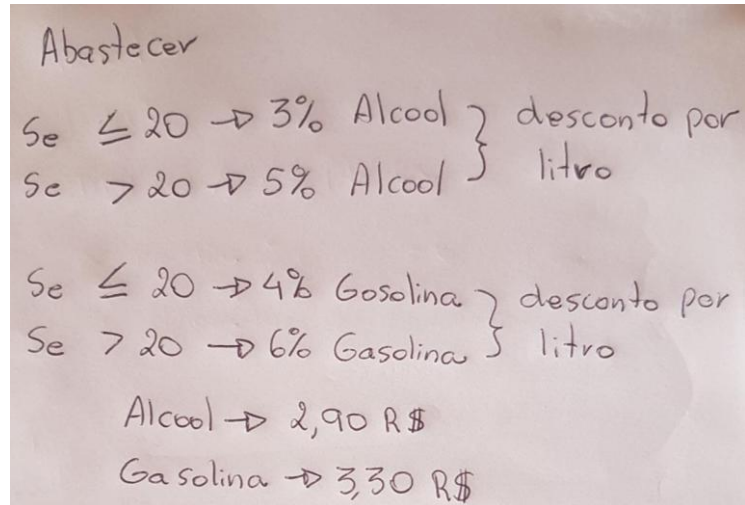 Abastecer
Se ≤ 20 → 3% Alcool } desconto por
Se > 20 → 5% Alcool } litro
Se ≤ 20 → 4% Gosolina } desconto por
Se > 20 → 6% Gasolina } litro
Alcool → 2,90 R$
Gasolina → 3,30 R$